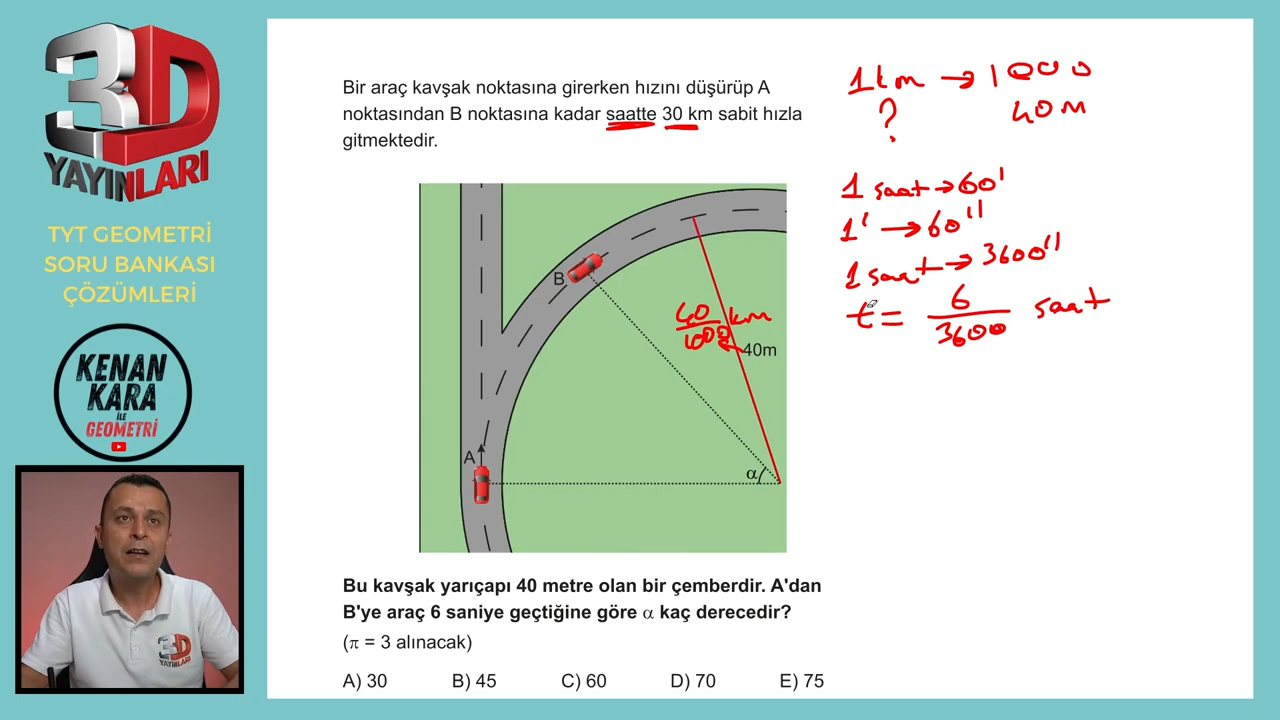 3D
YAYINLARI
TYT GEOMETRİ
SORU BANKASI
ÇÖZÜMLERİ
KENAN
KARA
İLE
GEOMETRİ
3D
YAYINLARI
Bir araç kavşak noktasına girerken hızını düşürüp A
noktasından B noktasına kadar saatte 30 km sabit hızla
gitmektedir.
B
40/1000 km
40m
A
α
Bu kavşak yarıçapı 40 metre olan bir çemberdir. A'dan
B'ye araç 6 saniye geçtiğine göre α kaç derecedir?
(π = 3 alınacak)
A) 30 B) 45 C) 60 D) 70 E) 75
1 km → 1000
? 40 m
1 saat → 60'
1' → 60''
1 saat → 3600''
t = 6/3600 saat